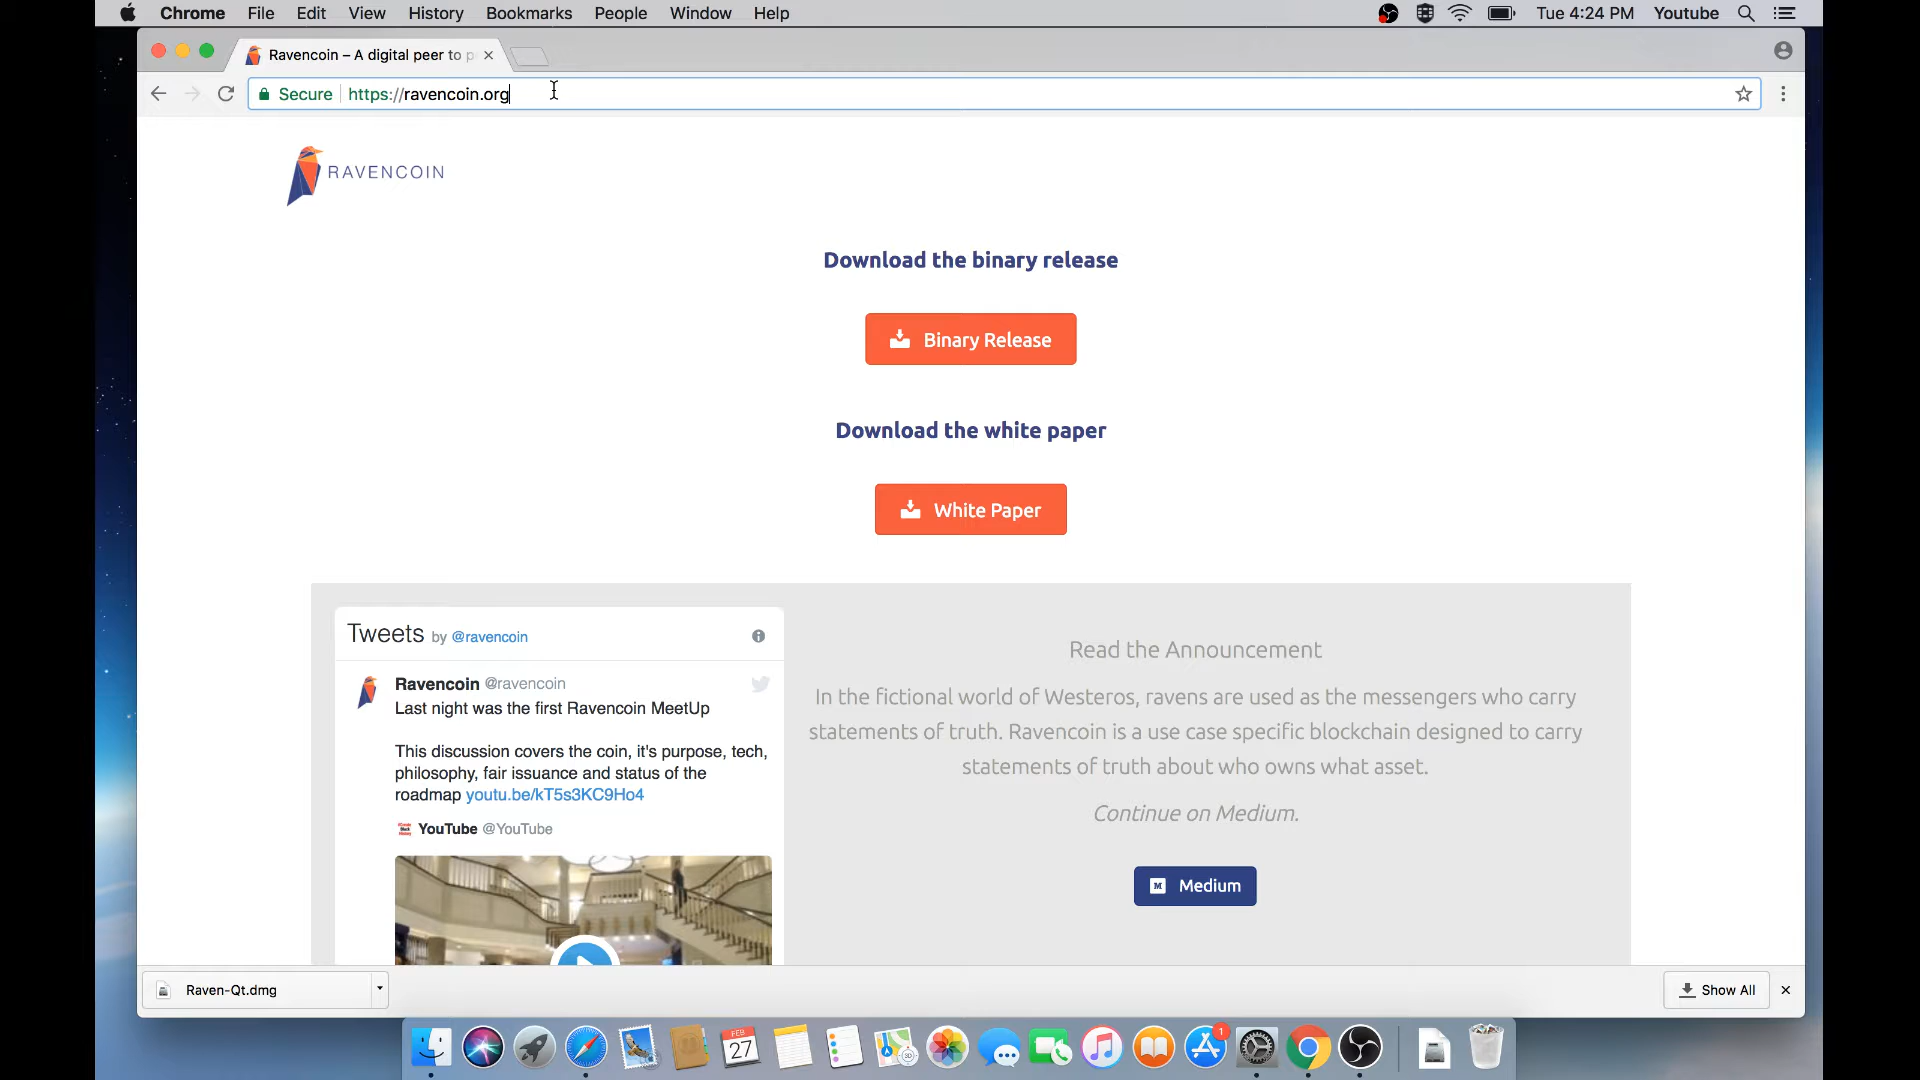 Chrome File Edit View History Bookmarks People Window Help Tue 4:24 PM Youtube
Ravencoin – A digital peer to p
Secure https://ravencoin.org
RAVENCOIN
Download the binary release
Binary Release
Download the white paper
White Paper
Tweets by @ravencoin
Ravencoin @ravencoin
Last night was the first Ravencoin MeetUp
This discussion covers the coin, it's purpose, tech,
philosophy, fair issuance and status of the
roadmap youtu.be/kT5s3KC9Ho4
YouTube @YouTube
Read the Announcement
In the fictional world of Westeros, ravens are used as the messengers who carry
statements of truth. Ravencoin is a use case specific blockchain designed to carry
statements of truth about who owns what asset.
Continue on Medium.
M Medium
Raven-Qt.dmg
Show All
FEB
27
3D
1